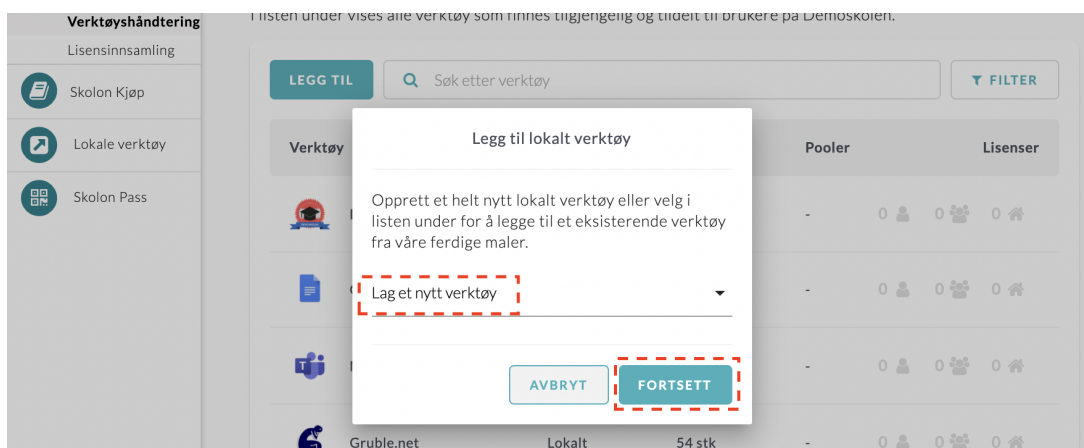 Verktøyshåndtering
I listen under vises alle verktøy som finnes tilgjengelig og tildelt til brukere på Demoskolen.
Lisensinnsamling
Skolon Kjøp
Lokale verktøy
Skolon Pass
LEGG TIL
Søk etter verktøy
FILTER
Verktøy
Pooler
Lisenser
Legg til lokalt verktøy
Opprett et helt nytt lokalt verktøy eller velg i
listen under for å legge til et eksisterende verktøy
fra våre ferdige maler.
Lag et nytt verktøy
AVBRYT
FORTSETT
- 0 0 0
- 0 0 0
- 0 0 0
Gruble.net Lokalt 54 stk - 0 0 0